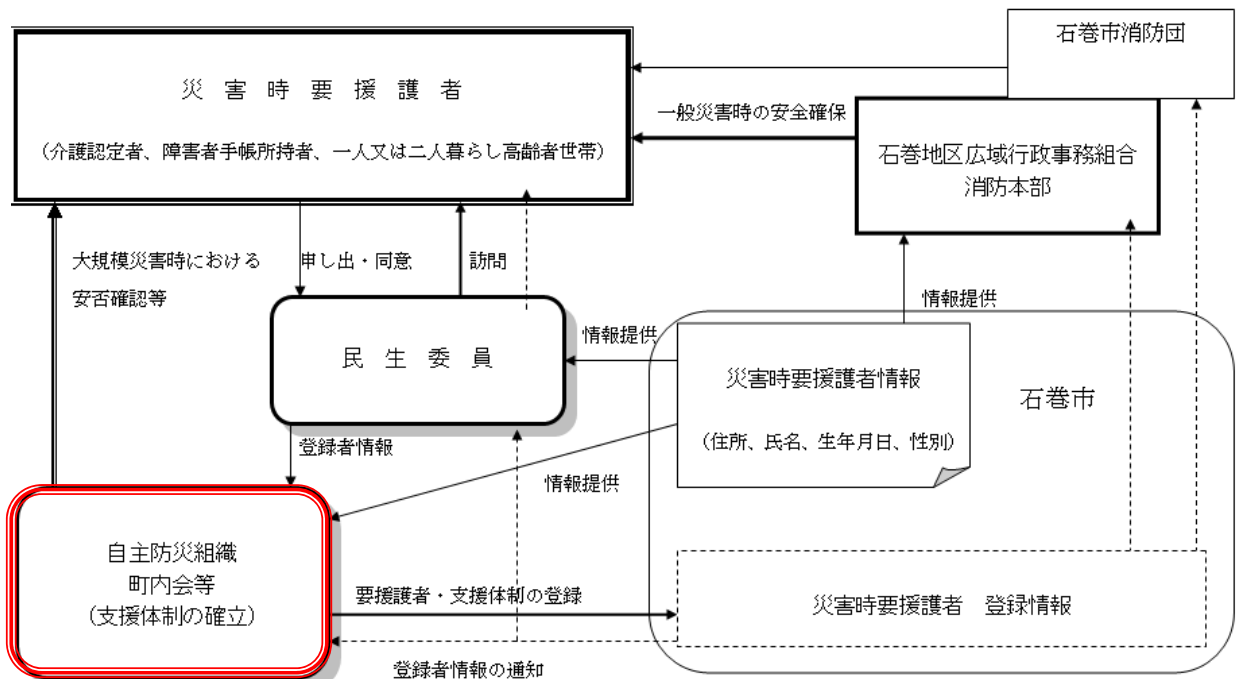 石巻市消防団
災害時要援護者
(介護認定者、障害者手帳所持者、一人又は二人暮らし高齢者世帯)
一般災害時の安全確保
石巻地区広域行政事務組合
消防本部
大規模災害時における
安否確認等
申し出・同意
訪問
情報提供
民生委員
情報提供
災害時要援護者情報
(住所、氏名、生年月日、性別)
石巻市
登録者情報
情報提供
自主防災組織
町内会等
(支援体制の確立)
要援護者・支援体制の登録
災害時要援護者 登録情報
登録者情報の通知